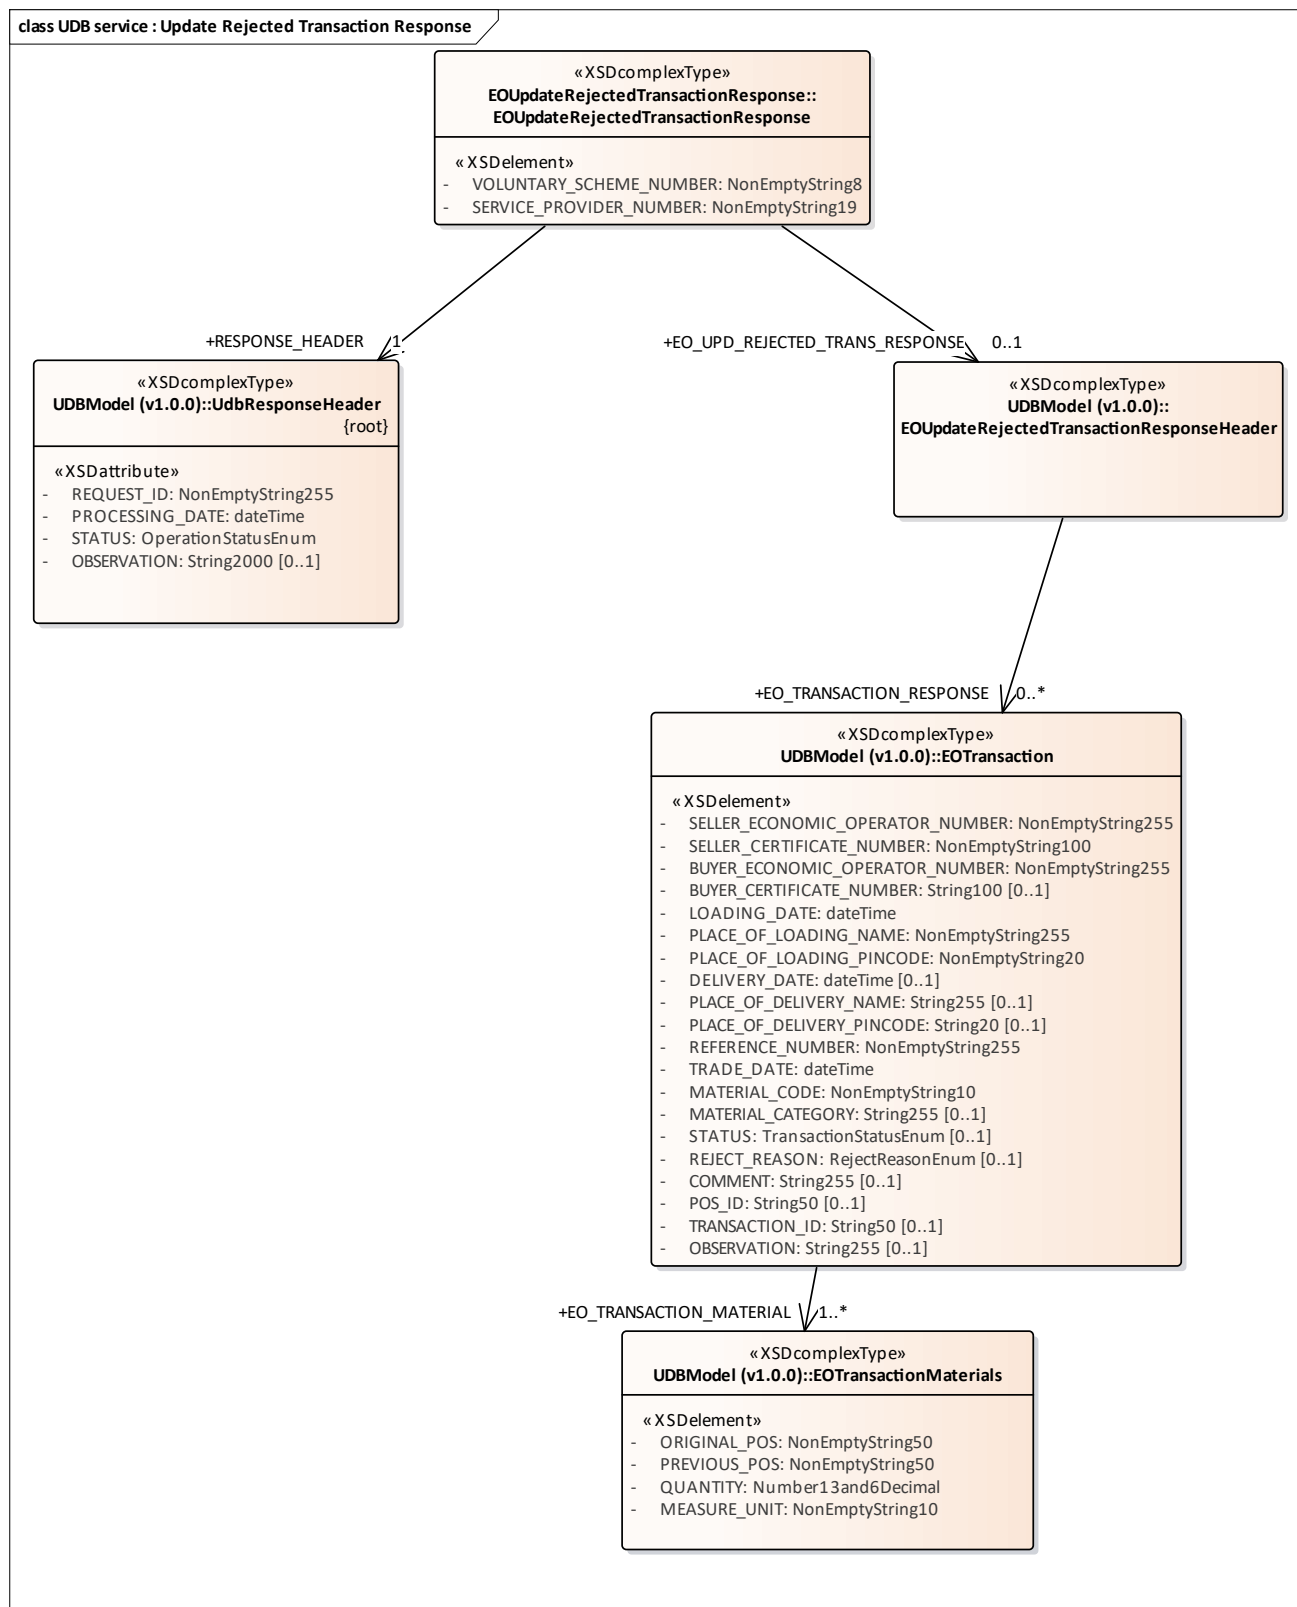 class UDB service : Update Rejected Transaction Response
«XSDcomplexType»
EOUpdateRejectedTransactionResponse::
EOUpdateRejectedTransactionResponse
«XSDelement»
- VOLUNTARY_SCHEME_NUMBER: NonEmptyString8
- SERVICE_PROVIDER_NUMBER: NonEmptyString19
+RESPONSE_HEADER 1
+EO_UPD_REJECTED_TRANS_RESPONSE 0..1
«XSDcomplexType»
UDBModel (v1.0.0)::UdbResponseHeader
{root}
«XSDattribute»
- REQUEST_ID: NonEmptyString255
- PROCESSING_DATE: dateTime
- STATUS: OperationStatusEnum
- OBSERVATION: String2000 [0..1]
«XSDcomplexType»
UDBModel (v1.0.0)::
EOUpdateRejectedTransactionResponseHeader
+EO_TRANSACTION_RESPONSE 0..*
«XSDcomplexType»
UDBModel (v1.0.0)::EOTransaction
«XSDelement»
- SELLER_ECONOMIC_OPERATOR_NUMBER: NonEmptyString255
- SELLER_CERTIFICATE_NUMBER: NonEmptyString100
- BUYER_ECONOMIC_OPERATOR_NUMBER: NonEmptyString255
- BUYER_CERTIFICATE_NUMBER: String100 [0..1]
- LOADING_DATE: dateTime
- PLACE_OF_LOADING_NAME: NonEmptyString255
- PLACE_OF_LOADING_PINCODE: NonEmptyString20
- DELIVERY_DATE: dateTime [0..1]
- PLACE_OF_DELIVERY_NAME: String255 [0..1]
- PLACE_OF_DELIVERY_PINCODE: String20 [0..1]
- REFERENCE_NUMBER: NonEmptyString255
- TRADE_DATE: dateTime
- MATERIAL_CODE: NonEmptyString10
- MATERIAL_CATEGORY: String255 [0..1]
- STATUS: TransactionStatusEnum [0..1]
- REJECT_REASON: RejectReasonEnum [0..1]
- COMMENT: String255 [0..1]
- POS_ID: String50 [0..1]
- TRANSACTION_ID: String50 [0..1]
- OBSERVATION: String255 [0..1]
+EO_TRANSACTION_MATERIAL 1..*
«XSDcomplexType»
UDBModel (v1.0.0)::EOTransactionMaterials
«XSDelement»
- ORIGINAL_POS: NonEmptyString50
- PREVIOUS_POS: NonEmptyString50
- QUANTITY: Number13and6Decimal
- MEASURE_UNIT: NonEmptyString10